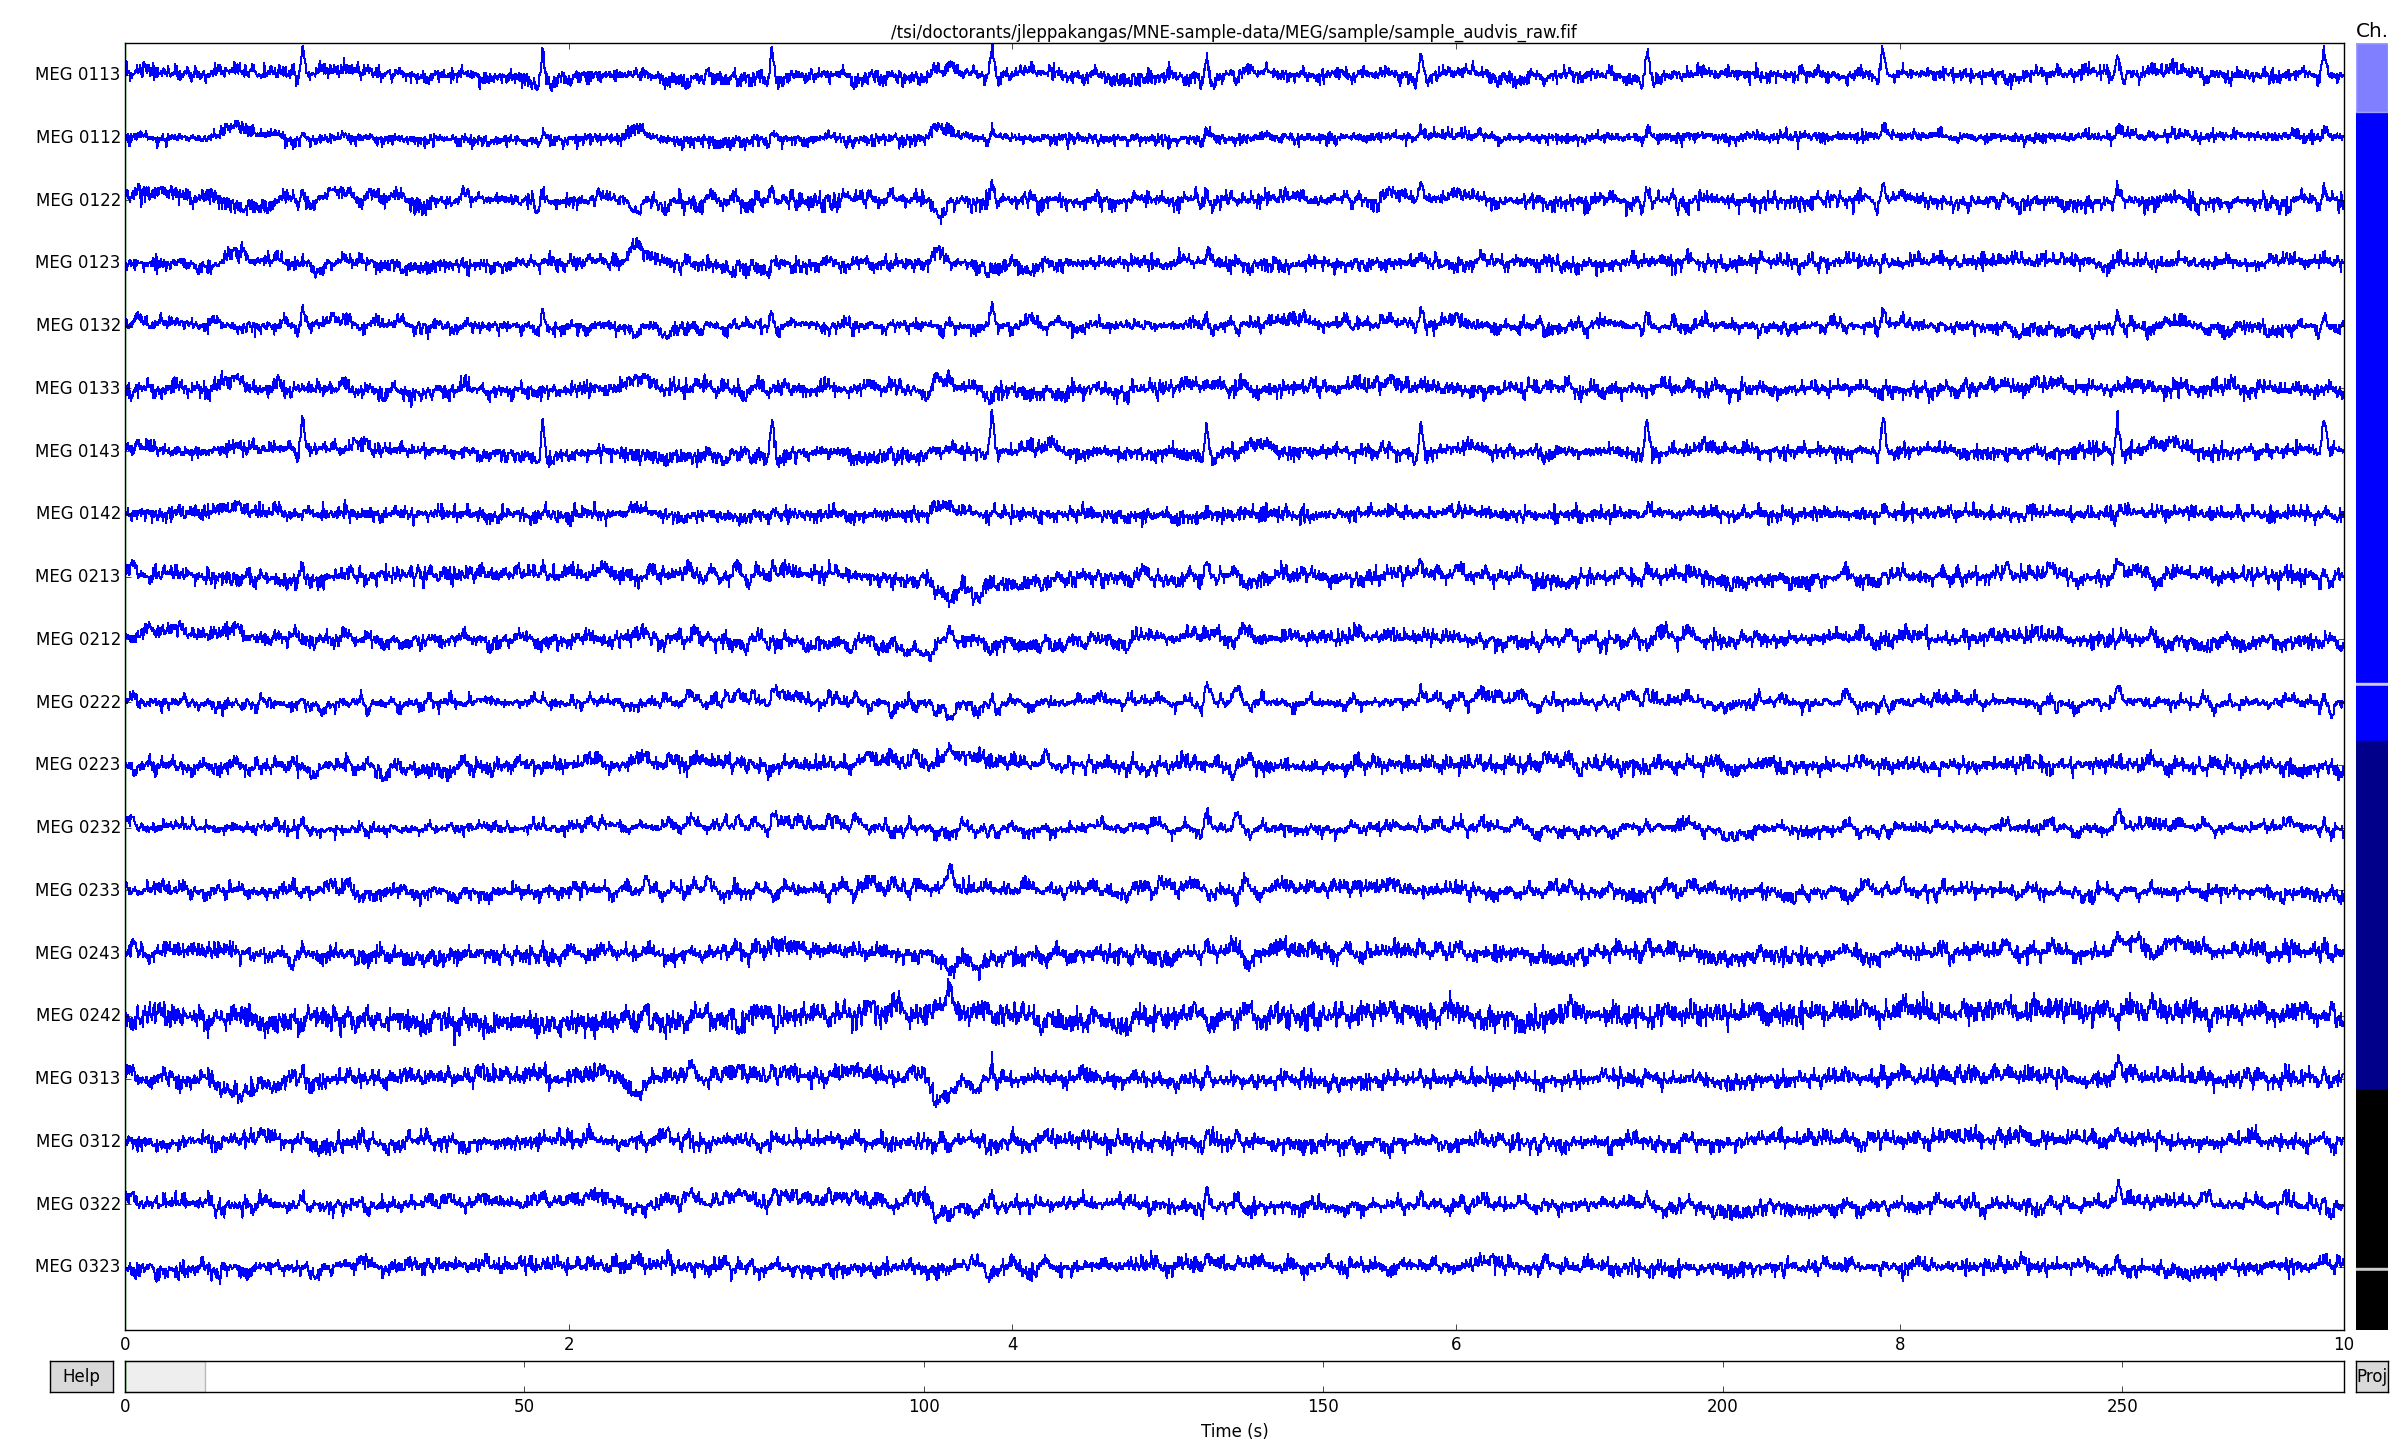 /tsi/doctorants/jleppakangas/MNE-sample-data/MEG/sample/sample_audvis_raw.fif
Ch.
MEG 0113
MEG 0112
MEG 0122
MEG 0123
MEG 0132
MEG 0133
MEG 0143
MEG 0142
MEG 0213
MEG 0212
MEG 0222
MEG 0223
MEG 0232
MEG 0233
MEG 0243
MEG 0242
MEG 0313
MEG 0312
MEG 0322
MEG 0323
0 2 4 6 8 10
Help
Proj
0 50 100 150 200 250
Time (s)